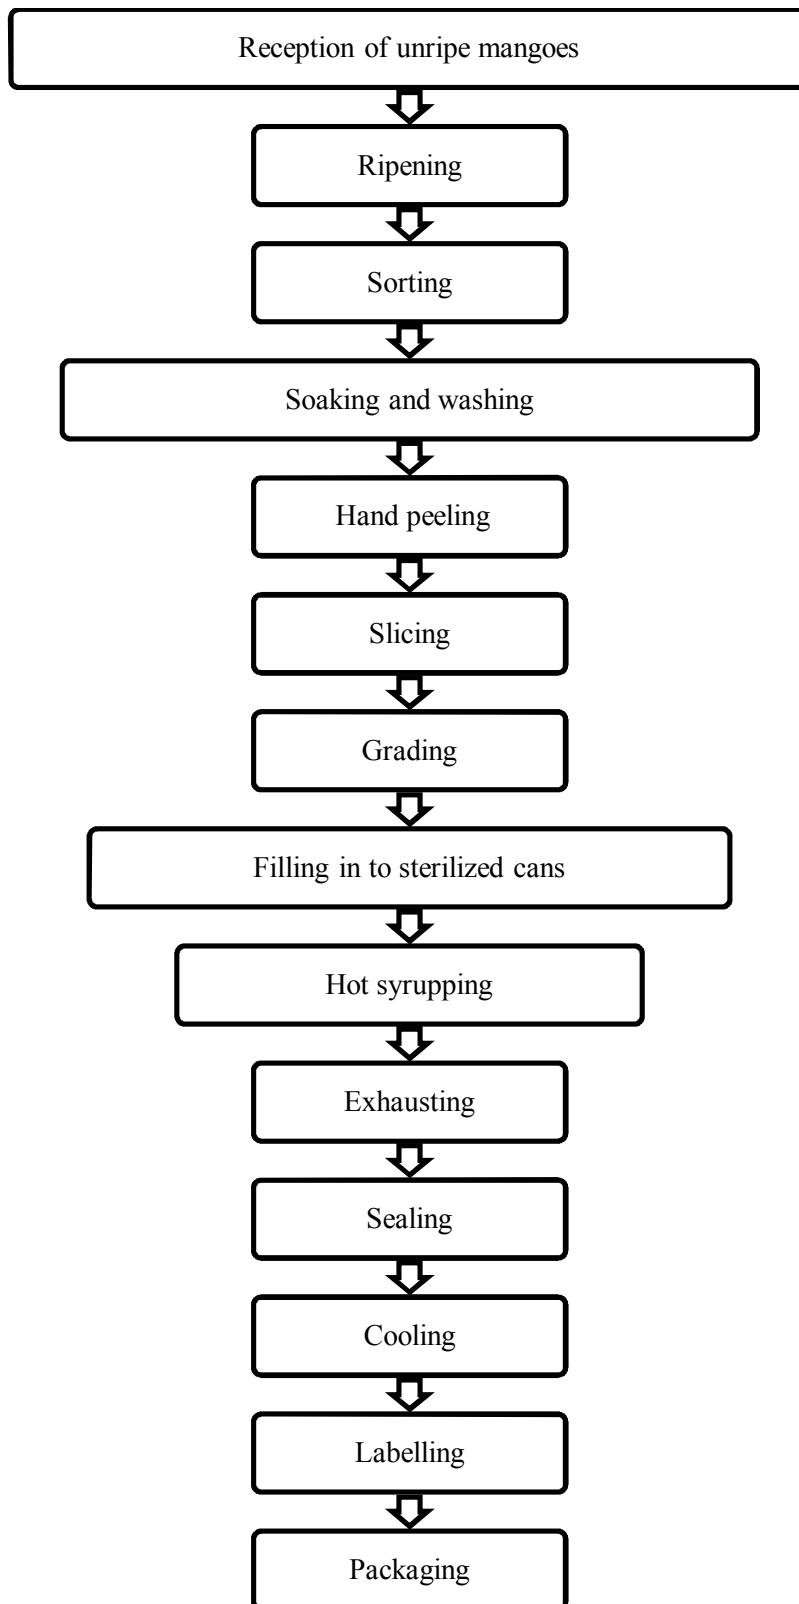 Reception of unripe mangoes
Ripening
Sorting
Soaking and washing
Hand peeling
Slicing
Grading
Filling in to sterilized cans
Hot syrupping
Exhausting
Sealing
Cooling
Labelling
Packaging